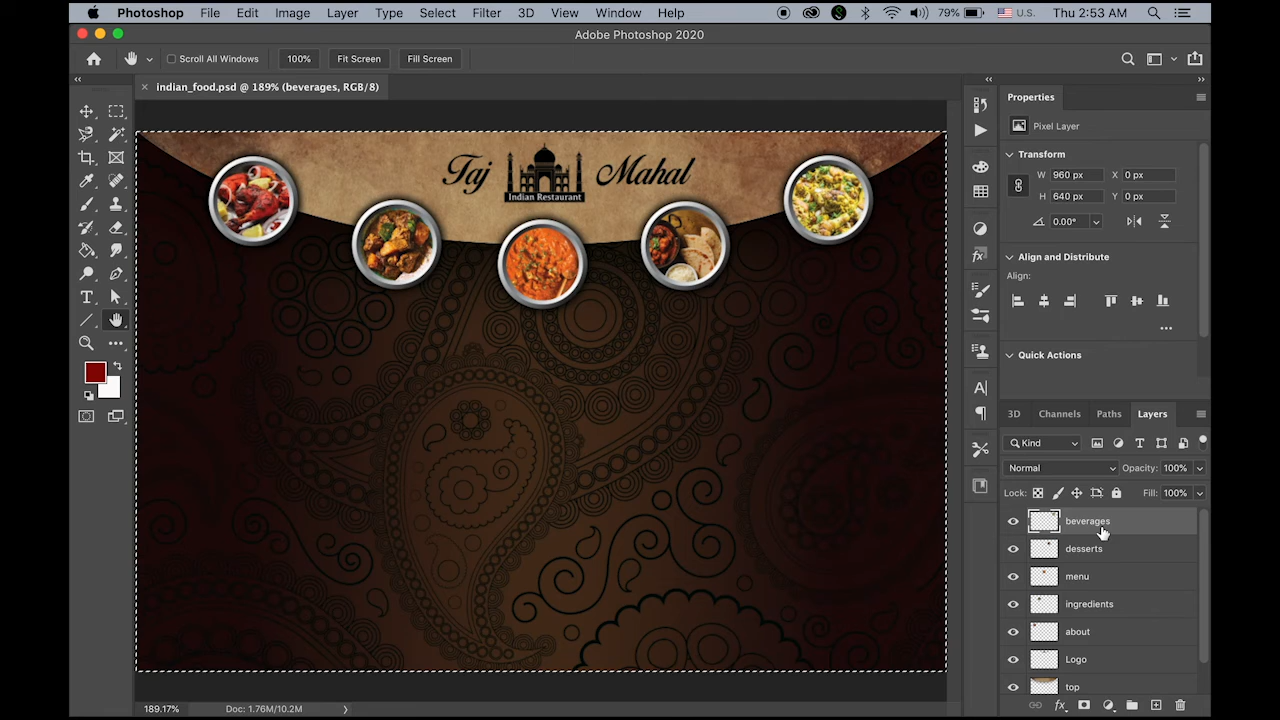 Photoshop File Edit Image Layer Type Select Filter 3D View Window Help 79% U.S. Thu 2:53 AM
Adobe Photoshop 2020
Scroll All Windows 100% Fit Screen Fill Screen
indian_food.psd @ 189% (beverages, RGB/8)
Taj Mahal
Indian Restaurant
Properties
Pixel Layer
Transform
W 960 px X 0 px
H 640 px Y 0 px
0.00°
Align and Distribute
Align:
Quick Actions
3D Channels Paths Layers
Kind
Normal Opacity: 100%
Lock: Fill: 100%
beverages
desserts
menu
ingredients
about
Logo
top
189.17% Doc: 1.76M/10.2M